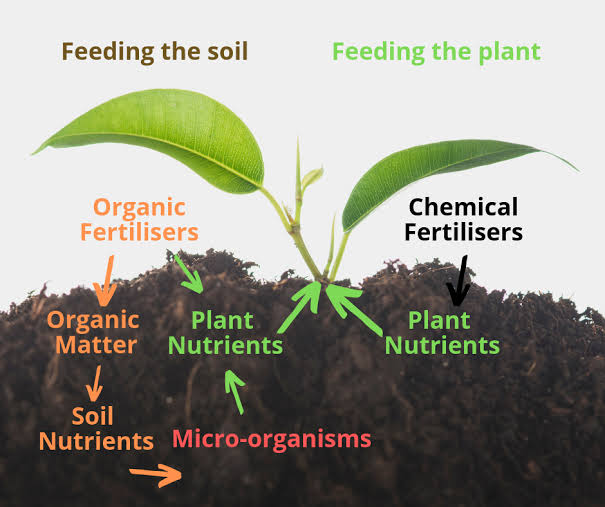 Feeding the soil
Feeding the plant
Organic
Fertilisers
Chemical
Fertilisers
Organic
Matter
Plant
Nutrients
Plant
Nutrients
Soil
Nutrients
Micro-organisms